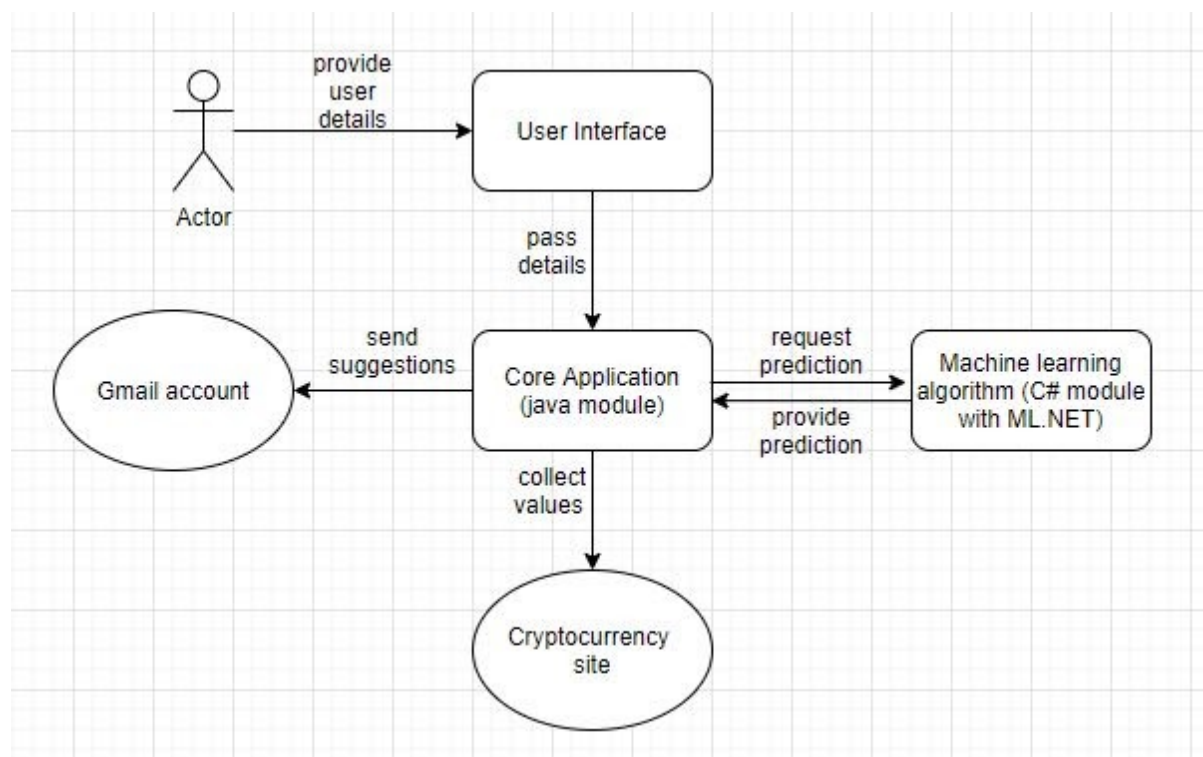 provide
user
details
User Interface
Actor
pass
details
send
suggestions
request
prediction
Gmail account
Core Application
(java module)
Machine learning
algorithm (C# module
with ML.NET)
provide
prediction
collect
values
Cryptocurrency
site